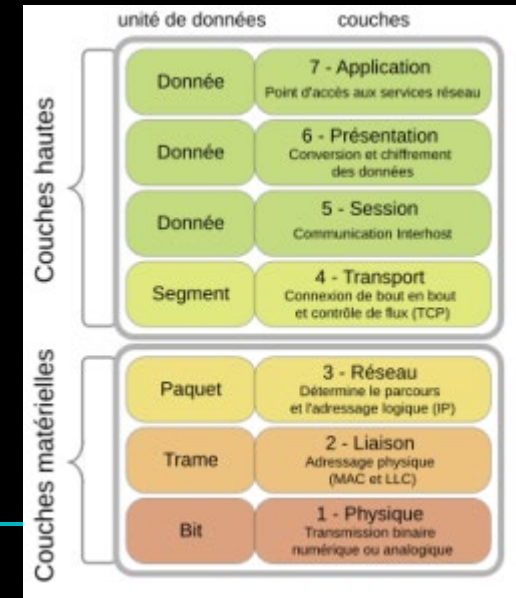 unité de données couches
Couches hautes
Donnée
7 - Application
Point d'accès aux services réseau
Donnée
6 - Présentation
Conversion et chiffrement
des données
Donnée
5 - Session
Communication Interhost
Segment
4 - Transport
Connexion de bout en bout
et contrôle de flux (TCP)
Couches matérielles
Paquet
3 - Réseau
Détermine le parcours
et l'adressage logique (IP)
Trame
2 - Liaison
Adressage physique
(MAC et LLC)
Bit
1 - Physique
Transmission binaire
numérique ou analogique